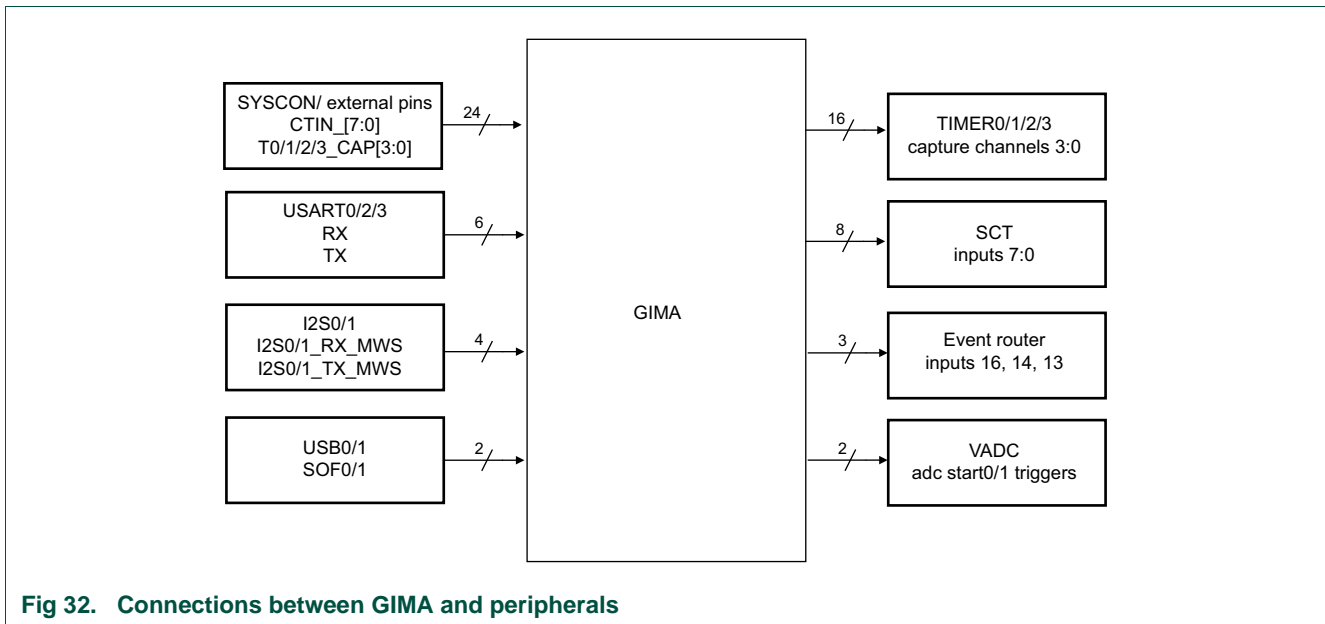 SYSCON/ external pins
CTIN_[7:0]
T0/1/2/3_CAP[3:0]
24
USART0/2/3
RX
TX
6
I2S0/1
I2S0/1_RX_MWS
I2S0/1_TX_MWS
4
USB0/1
SOF0/1
2
GIMA
16
TIMER0/1/2/3
capture channels 3:0
8
SCT
inputs 7:0
3
Event router
inputs 16, 14, 13
2
VADC
adc start0/1 triggers
Fig 32. Connections between GIMA and peripherals